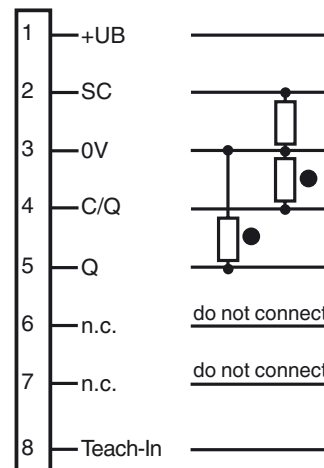 1 +UB
2 SC
3 0V
4 C/Q
5 Q
6 n.c. do not connect
7 n.c. do not connect
8 Teach-In